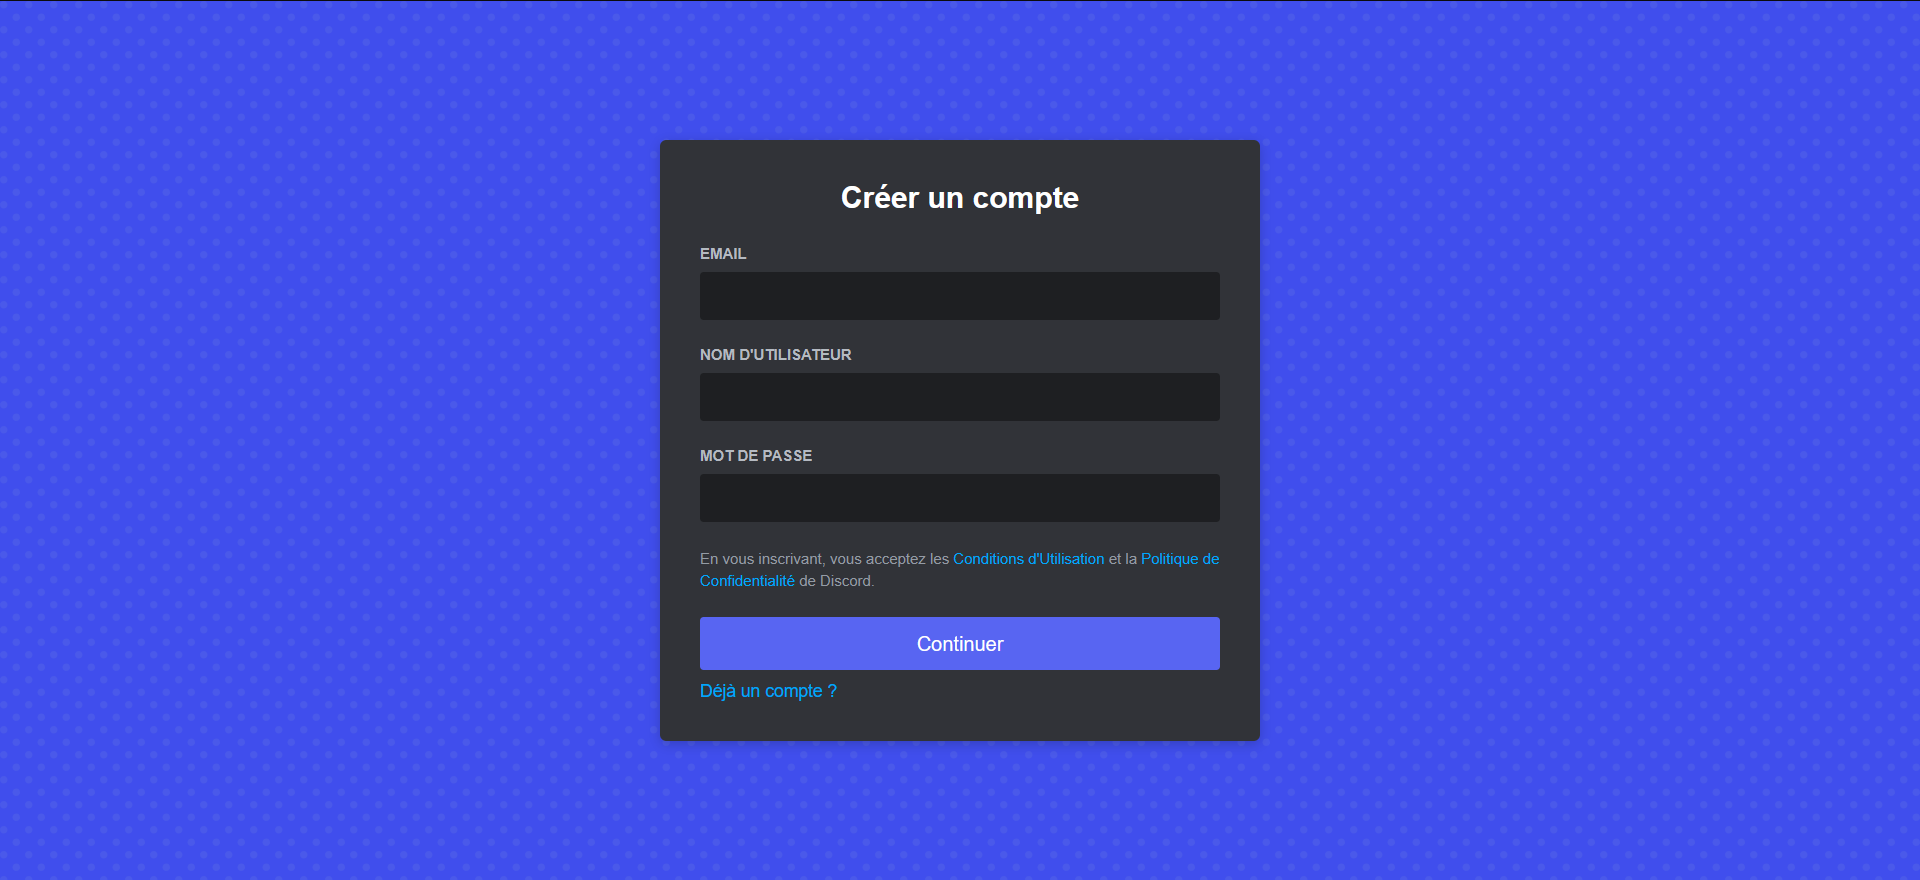 Créer un compte
EMAIL
NOM D'UTILISATEUR
MOT DE PASSE
En vous inscrivant, vous acceptez les Conditions d'Utilisation et la Politique de
Confidentialité de Discord.
Continuer
Déjà un compte ?